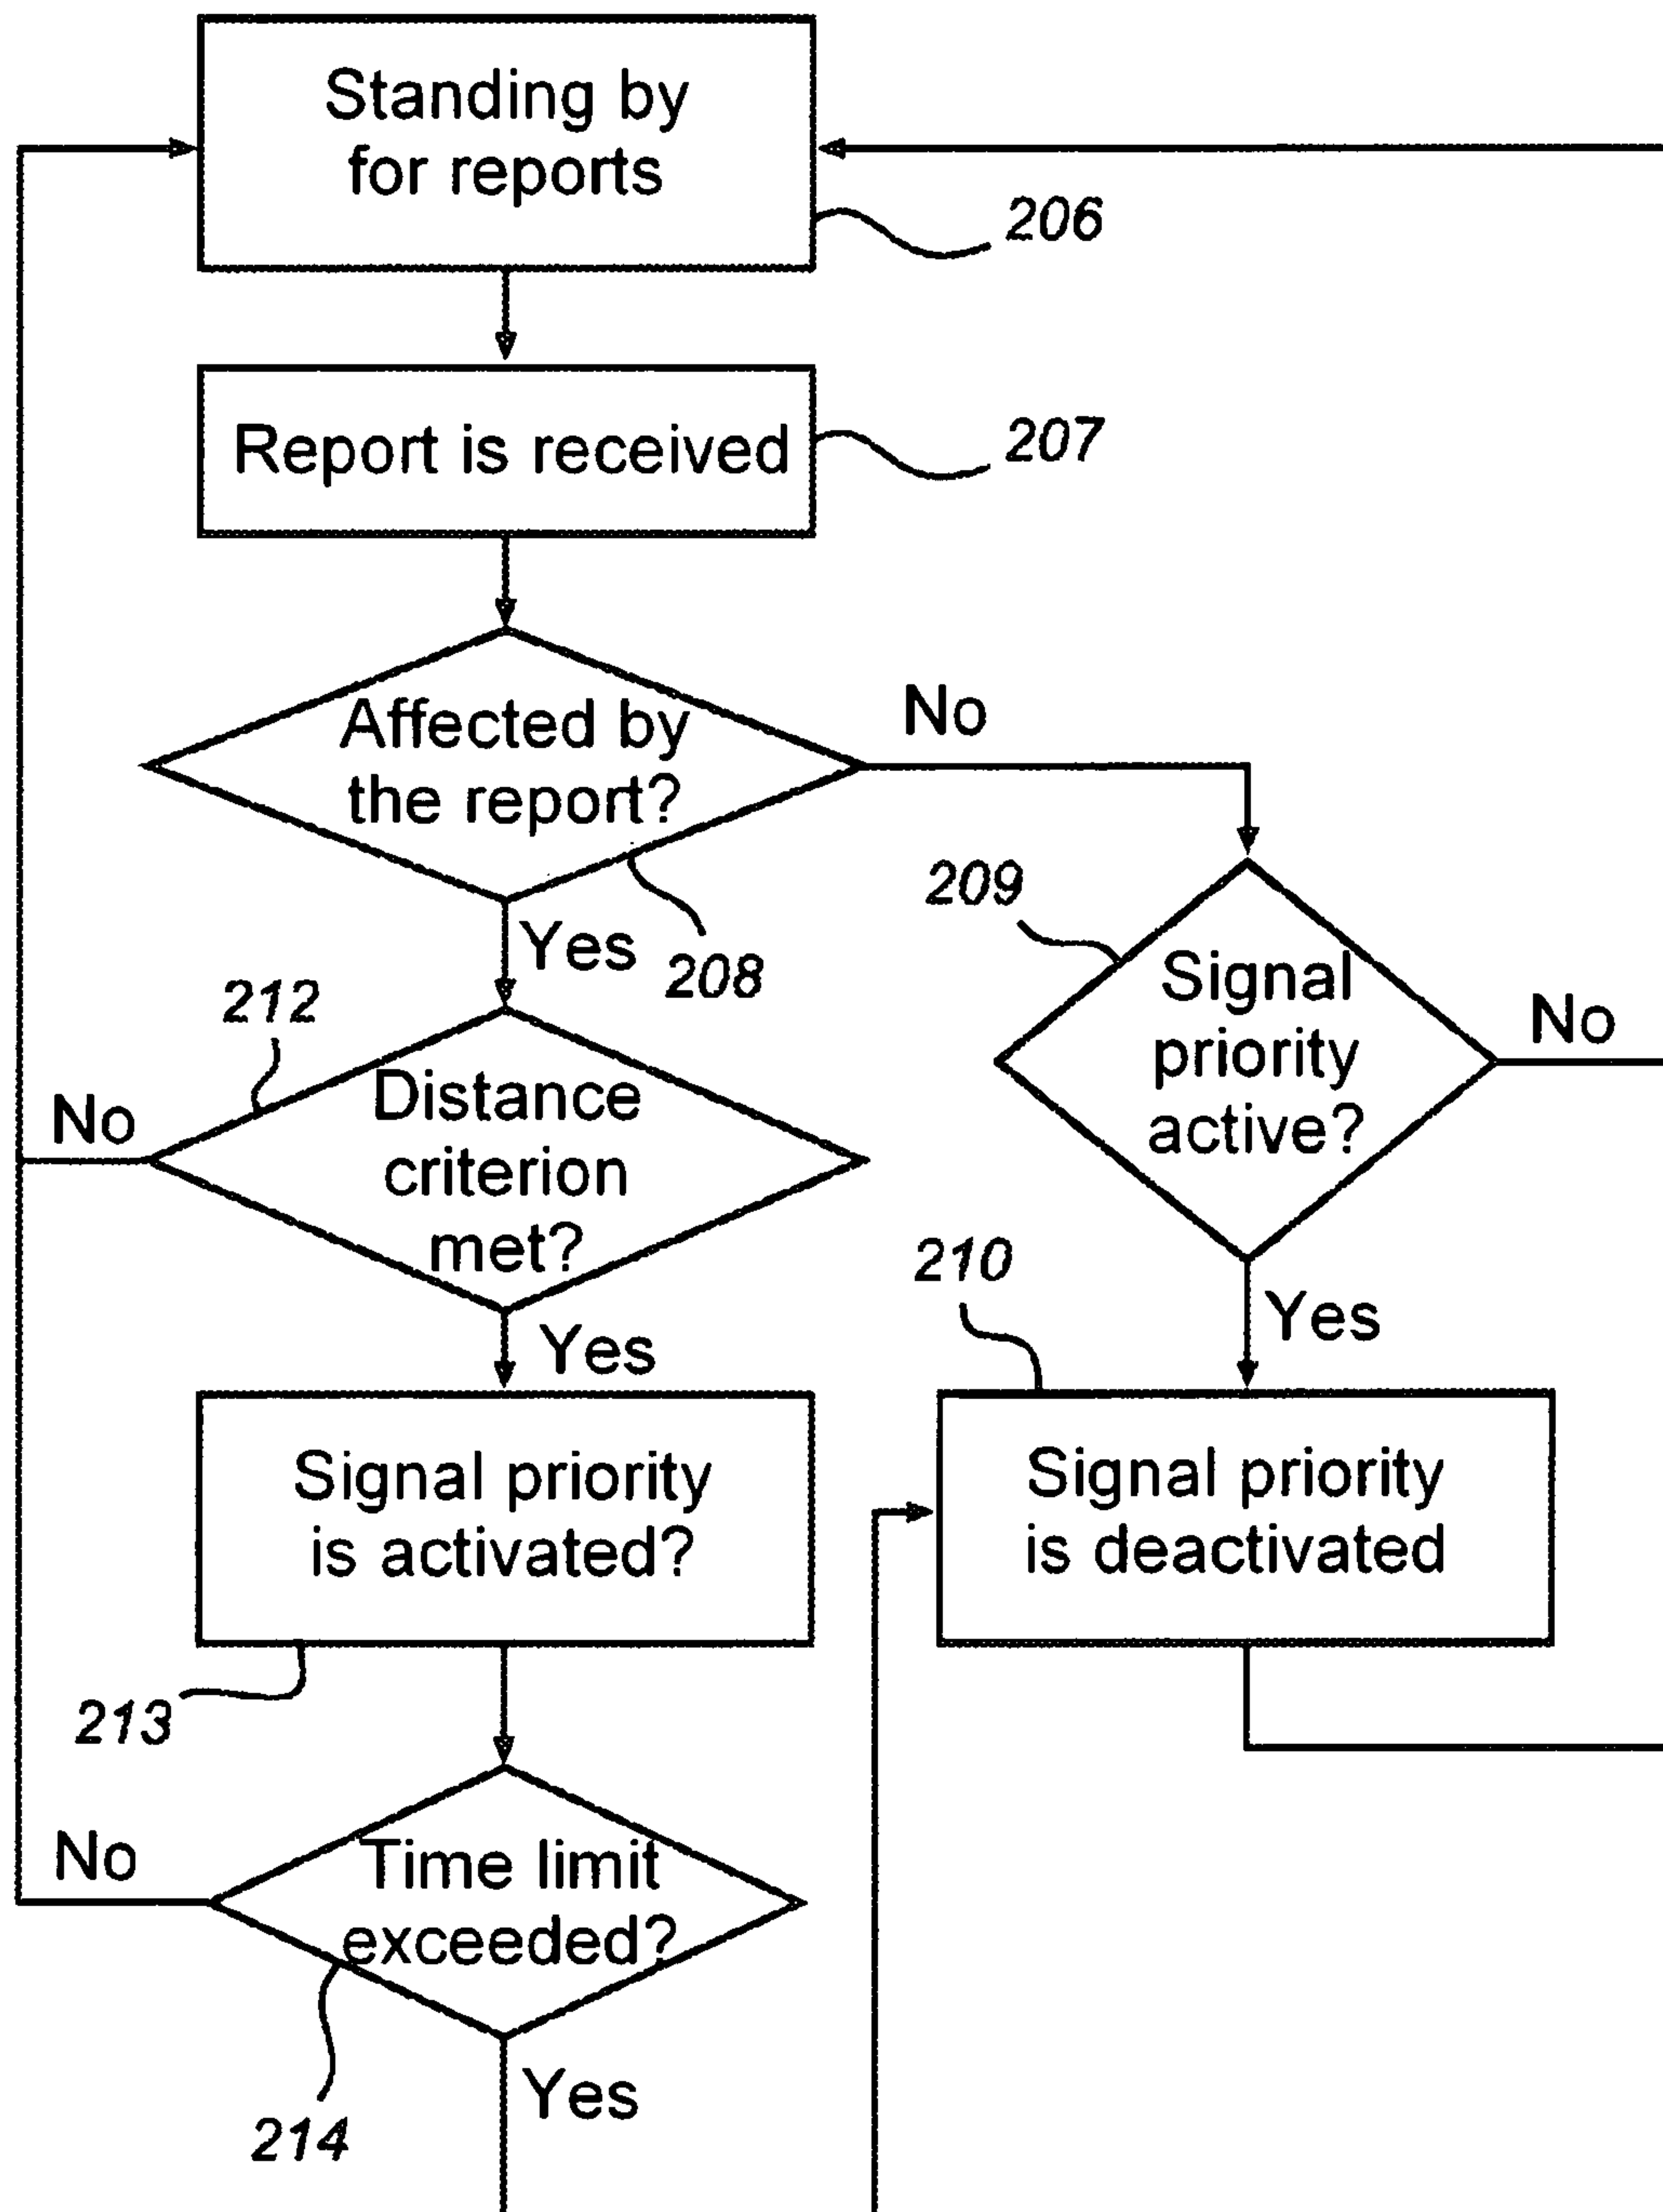 Standing by
for reports
206
Report is received
207
Affected by
the report?
No
208
Yes
209
Signal
priority
active?
No
212
Distance
criterion
met?
No
Yes
210
Yes
Signal priority
is activated?
Signal priority
is deactivated
213
Time limit
exceeded?
No
Yes
214